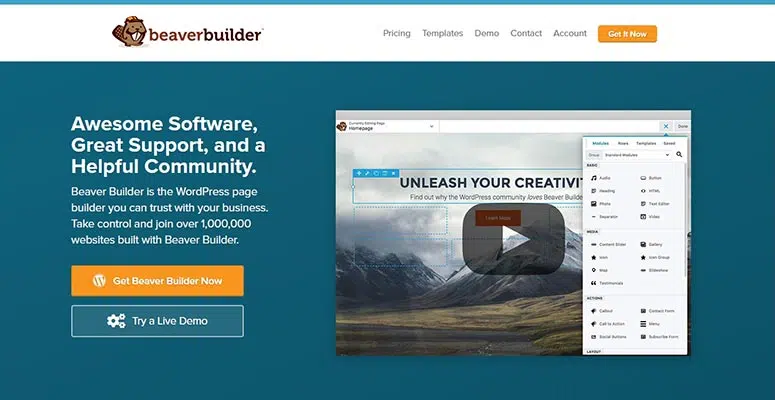 beaverbuilder
Pricing
Templates
Demo
Contact
Account
Get It Now
Awesome Software,
Great Support, and a
Helpful Community.
Beaver Builder is the WordPress page
builder you can trust with your business.
Take control and join over 1,000,000
websites built with Beaver Builder.
Get Beaver Builder Now
Try a Live Demo
Currently Editing Page
Homepage
Done
UNLEASH YOUR CREATIVIT
Find out why the WordPress community loves Beaver Builde
Learn More
Modules
Rows
Templates
Saved
Group
Standard Modules
BASIC
Audio
Button
Heading
HTML
Photo
Text Editor
Separator
Video
MEDIA
Content Slider
Gallery
Icon
Icon Group
Map
Slideshow
Testimonials
ACTIONS
Callout
Contact Form
Call to Action
Menu
Social Buttons
Subscribe Form
LAYOUT